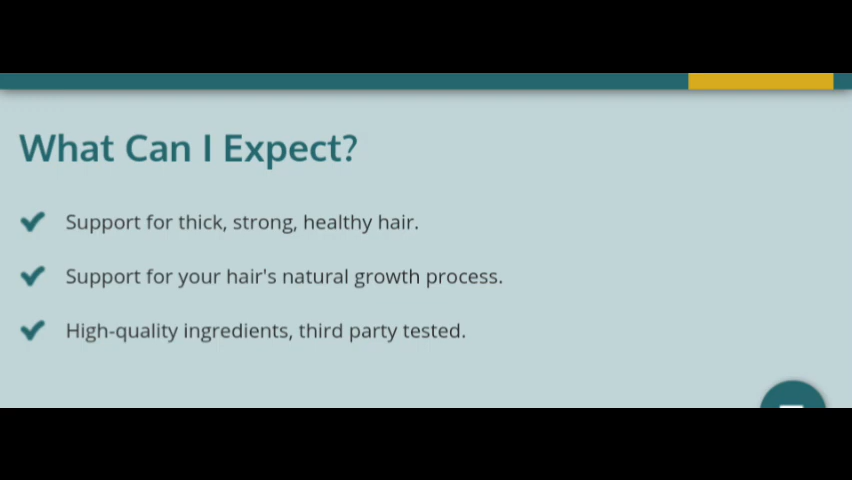 What Can I Expect?
Support for thick, strong, healthy hair.
Support for your hair's natural growth process.
High-quality ingredients, third party tested.